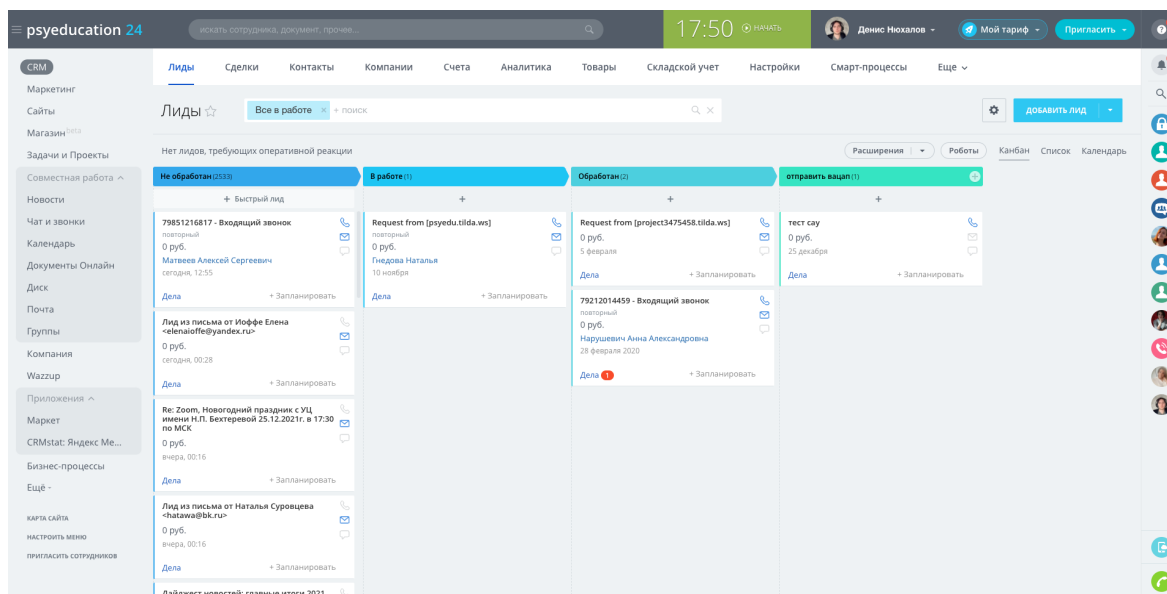 psyeducation 24
искать сотрудника, документ, прочее...
17:50 НАЧАТЬ
Денис Нюхалов
Мой тариф
Пригласить
CRM
Маркетинг
Сайты
Магазин beta
Задачи и Проекты
Совместная работа
Новости
Чат и звонки
Календарь
Документы Онлайн
Диск
Почта
Группы
Компания
Wazzup
Приложения
Маркет
CRMstat: Яндекс Ме...
Бизнес-процессы
Ещё -
КАРТА САЙТА
НАСТРОИТЬ МЕНЮ
ПРИГЛАСИТЬ СОТРУДНИКОВ
Лиды Сделки Контакты Компании Счета Аналитика Товары Складской учет Настройки Смарт-процессы Еще
Лиды
Все в работе × + поиск
ДОБАВИТЬ ЛИД
Нет лидов, требующих оперативной реакции
Расширения Роботы Канбан Список Календарь
Не обработан (2533)
+ Быстрый лид
79851216817 - Входящий звонок
повторный
0 руб.
Матвеев Алексей Сергеевич
сегодня, 12:55
Дела + Запланировать
Лид из письма от Иоффе Елена
<elenaioffe@yandex.ru>
0 руб.
сегодня, 00:28
Дела + Запланировать
Re: Zoom, Новогодний праздник с УЦ
имени Н.П. Бехтеревой 25.12.2021г. в 17:30
по МСК
0 руб.
вчера, 00:16
Дела + Запланировать
Лид из письма от Наталья Суровцева
<hatawa@bk.ru>
0 руб.
вчера, 00:16
Дела + Запланировать
Дайджест новостей: главные итоги 2021
В работе (1)
+
Request from [psyedu.tilda.ws]
повторный
0 руб.
Гнедова Наталья
10 ноября
Дела + Запланировать
Обработан (2)
+
Request from [project3475458.tilda.ws]
0 руб.
5 февраля
Дела + Запланировать
79212014459 - Входящий звонок
повторный
0 руб.
Нарушевич Анна Александровна
28 февраля 2020
Дела 1 + Запланировать
отправить вацап (1)
+
тест сау
0 руб.
25 декабря
Дела + Запланировать